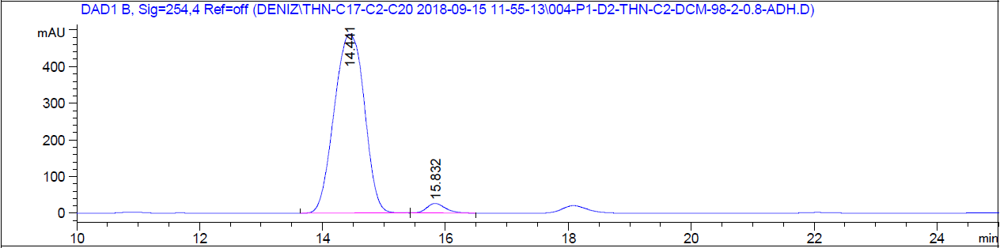 DAD1 B, Sig=254,4 Ref=off (DENIZ\THN-C17-C2-C20 2018-09-15 11-55-13\004-P1-D2-THN-C2-DCM-98-2-0.8-ADH.D)
mAU
400
300
200
100
0
14.441
15.832
10 12 14 16 18 20 22 24 min